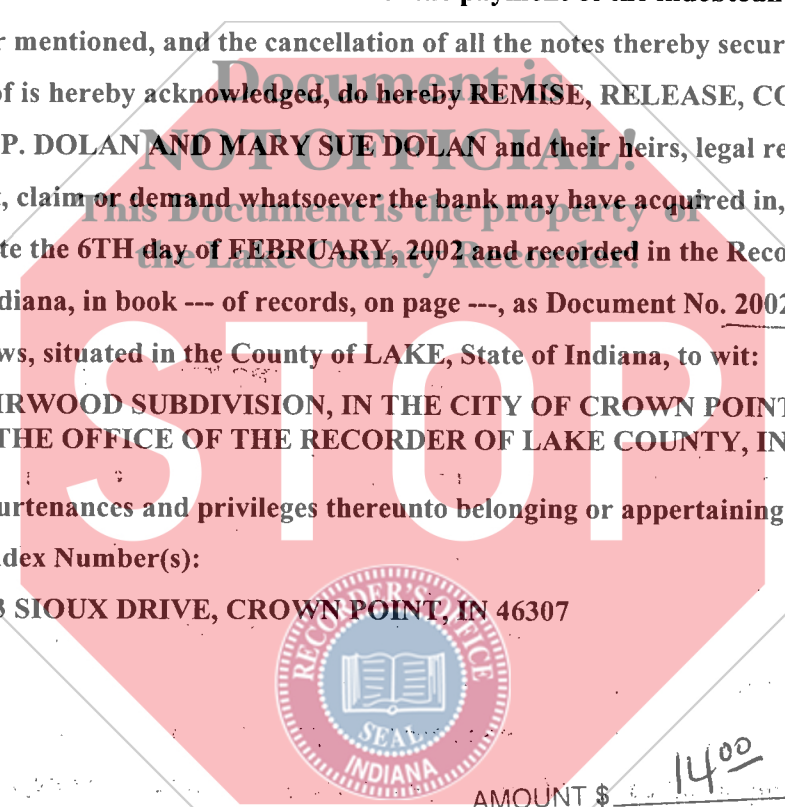 the payment of the indebtedn
r mentioned, and the cancellation of all the notes thereby secur
of is hereby acknowledged, do hereby REMISE, RELEASE, CO
P. DOLAN AND MARY SUE DOLAN and their heirs, legal re
, claim or demand whatsoever the bank may have acquired in,
te the 6TH day of FEBRUARY, 2002 and recorded in the Reco
diana, in book --- of records, on page ---, as Document No. 2002
ws, situated in the County of LAKE, State of Indiana, to wit:
IRWOOD SUBDIVISION, IN THE CITY OF CROWN POINT
THE OFFICE OF THE RECORDER OF LAKE COUNTY, IN
urtenances and privileges thereunto belonging or appertaining
dex Number(s):
SIOUX DRIVE, CROWN POINT, IN 46307
AMOUNT $ 14 00
Document is
NOT OFFICIAL!
This Document is the property of
the Lake County Recorder!
STOP
RECORDER'S OFFICE
SEAL
INDIANA